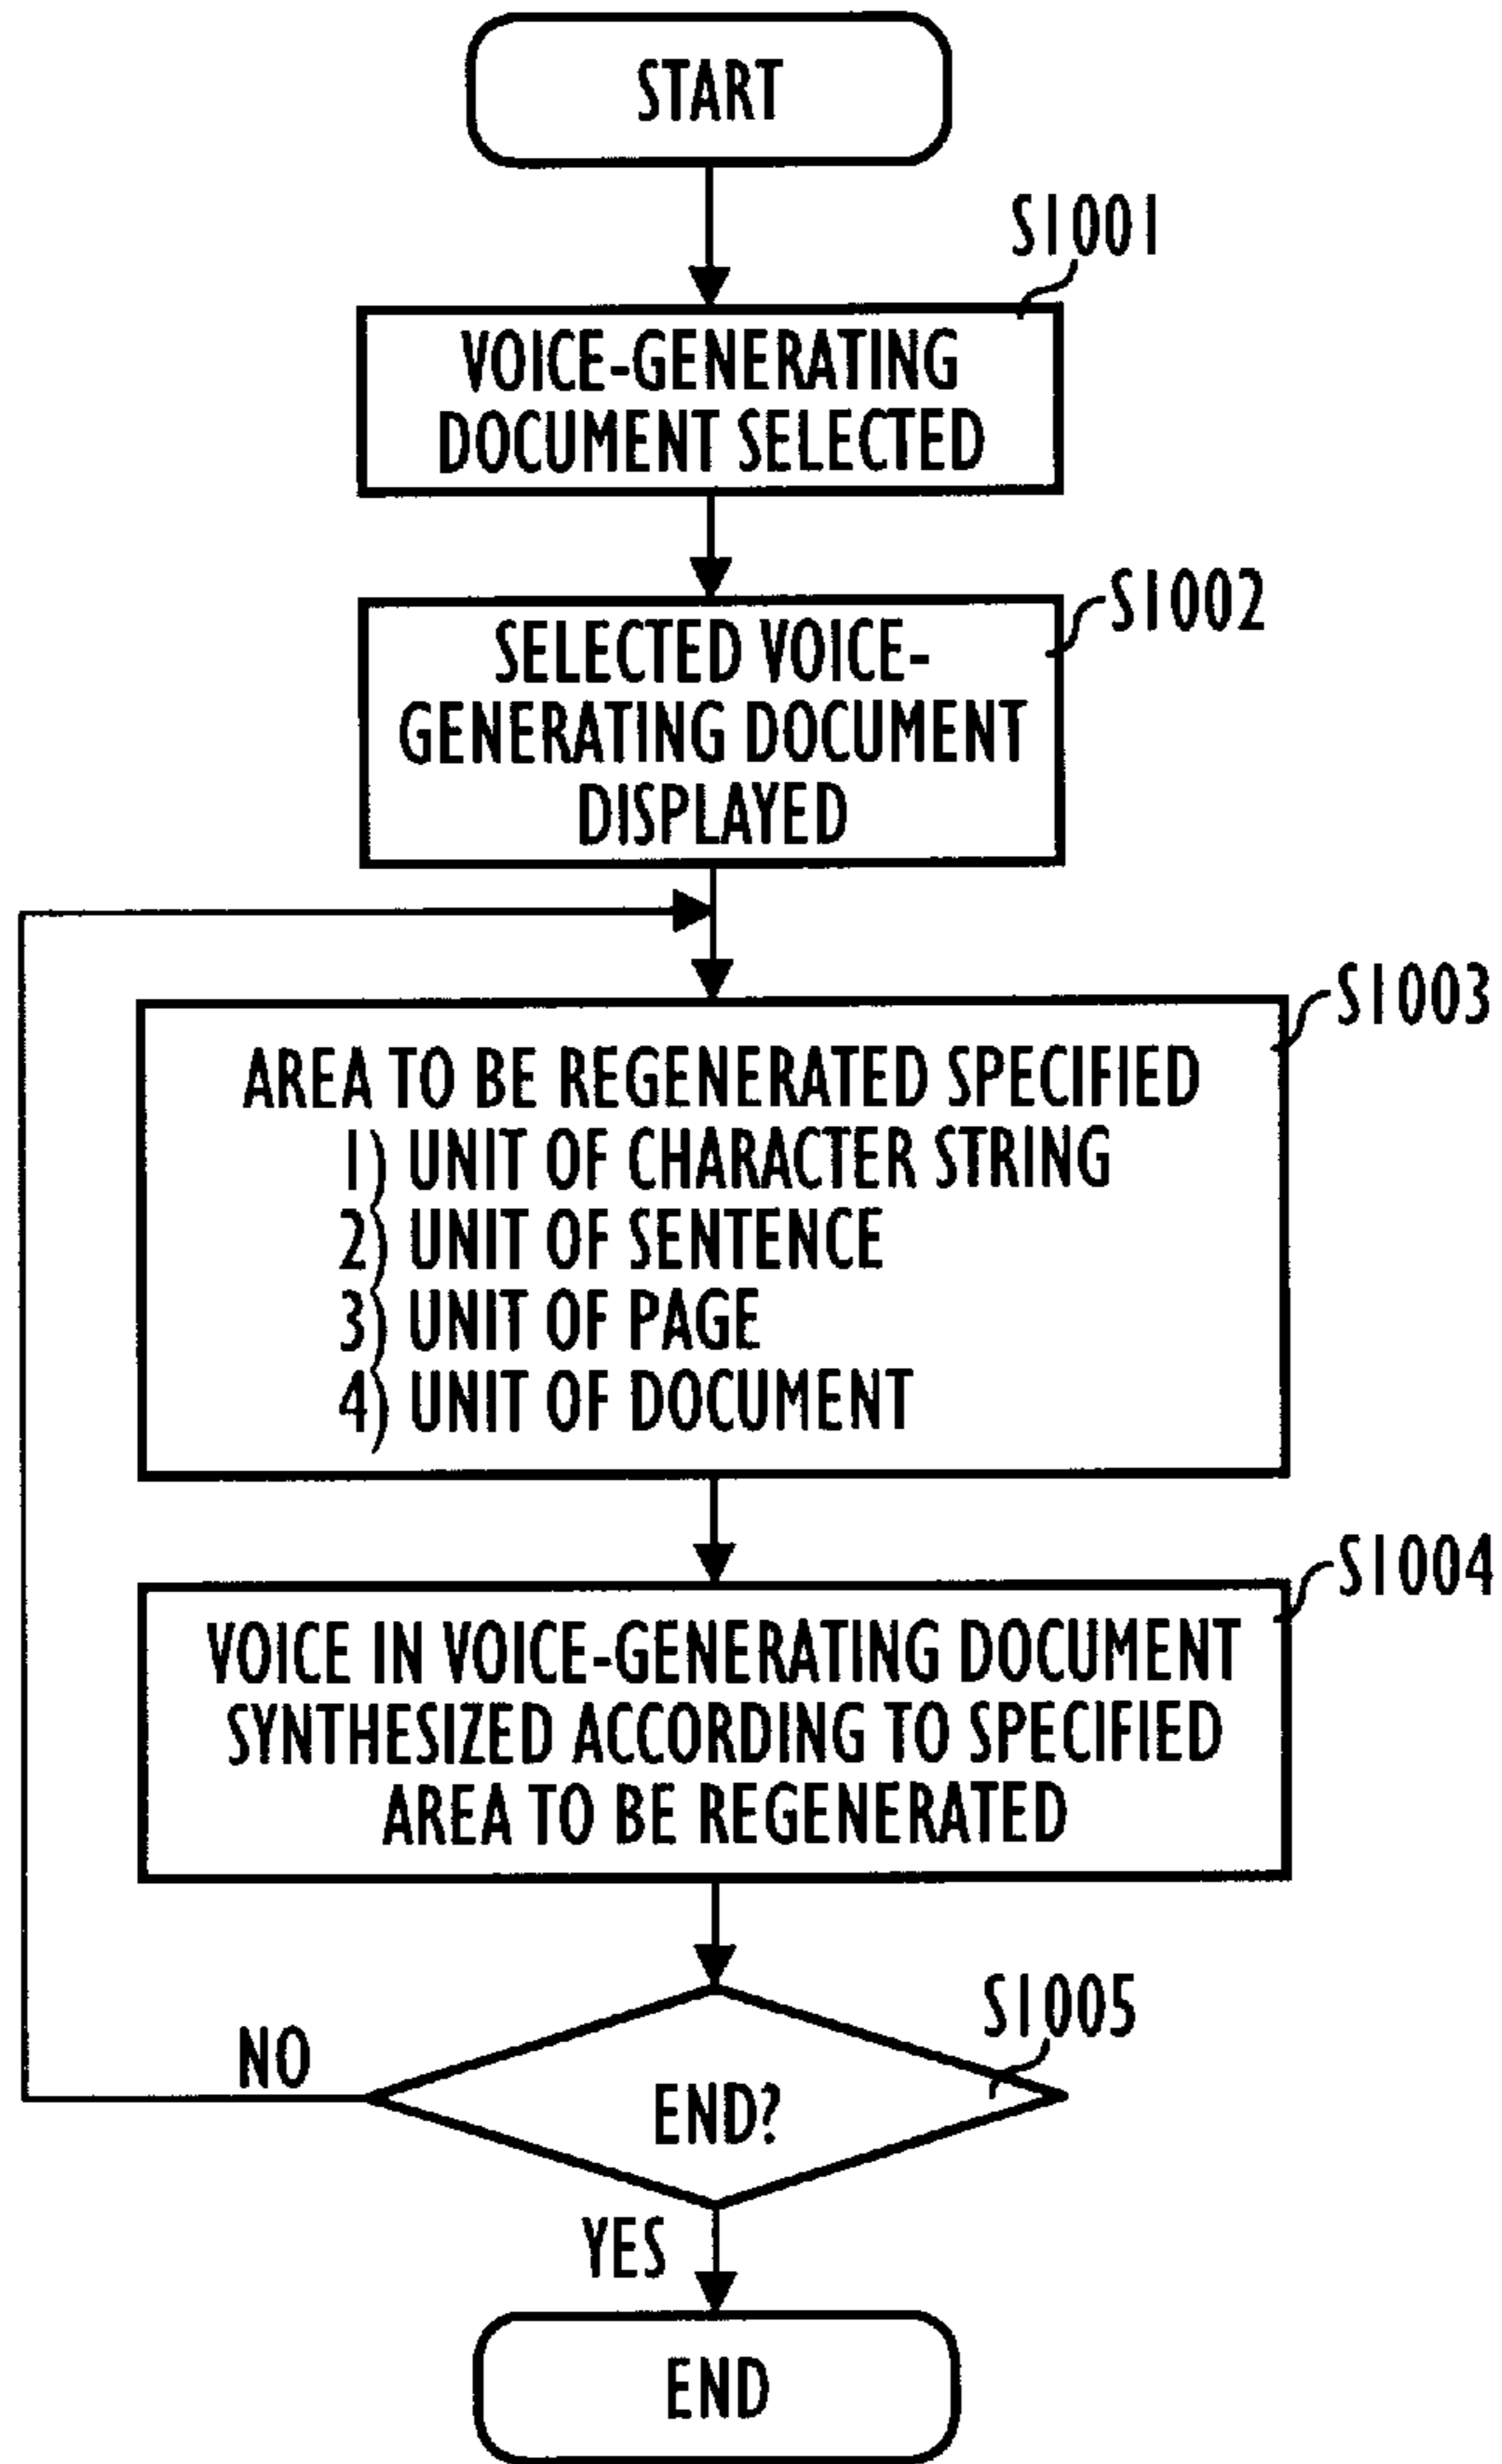 START
S1001
VOICE-GENERATING
DOCUMENT SELECTED
S1002
SELECTED VOICE-
GENERATING DOCUMENT
DISPLAYED
S1003
AREA TO BE REGENERATED SPECIFIED
1) UNIT OF CHARACTER STRING
2) UNIT OF SENTENCE
3) UNIT OF PAGE
4) UNIT OF DOCUMENT
S1004
VOICE IN VOICE-GENERATING DOCUMENT
SYNTHESIZED ACCORDING TO SPECIFIED
AREA TO BE REGENERATED
S1005
NO
END?
YES
END